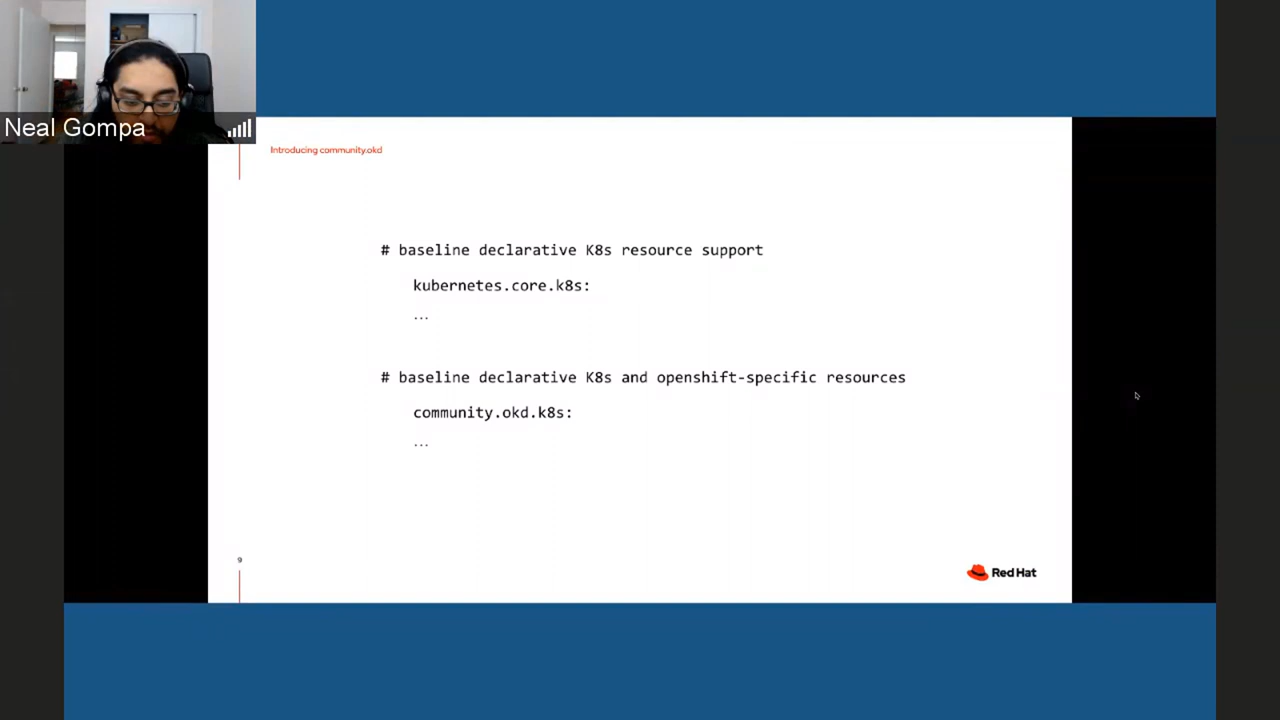 Neal Gompa
Introducing community.okd
# baseline declarative K8s resource support
kubernetes.core.k8s:
...
# baseline declarative K8s and openshift-specific resources
community.okd.k8s:
...
9
Red Hat